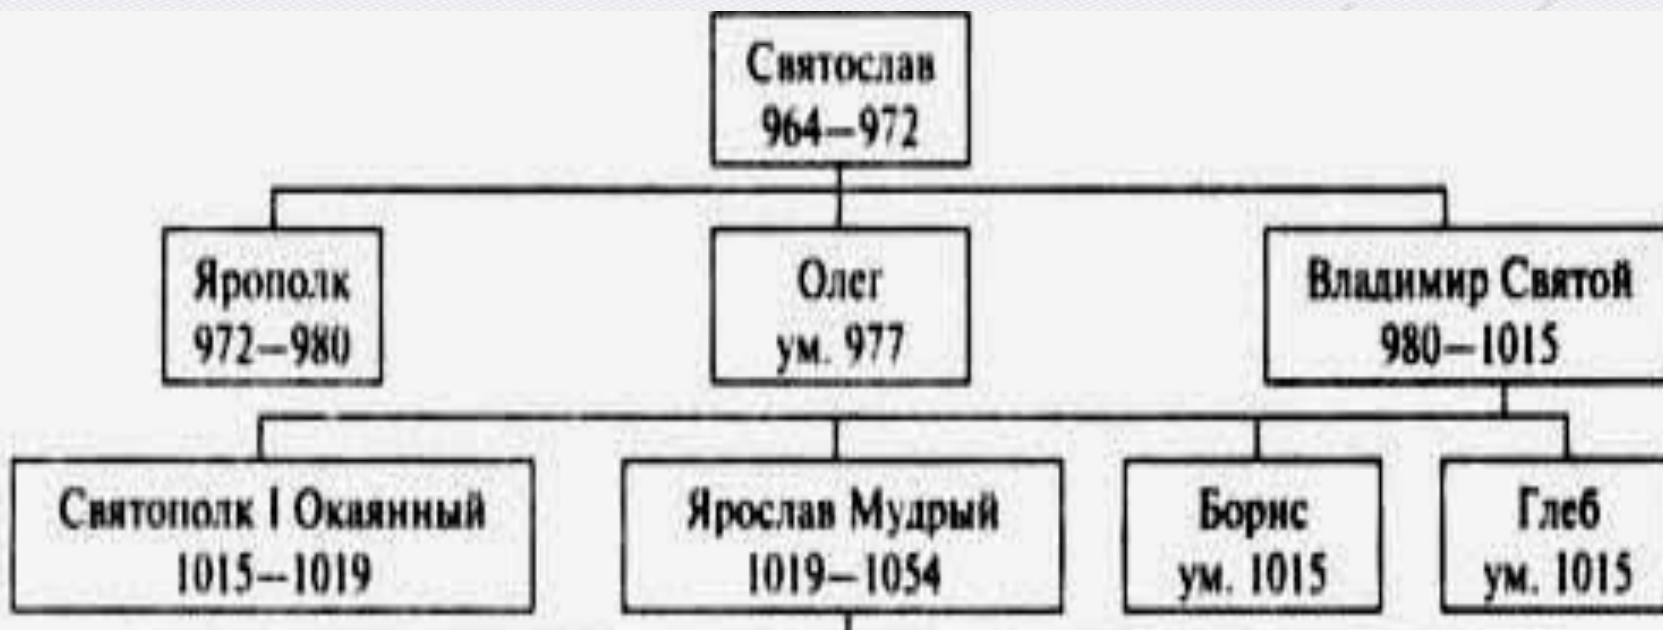 Святослав
964–972
Ярополк
972–980
Олег
ум. 977
Владимир Святой
980–1015
Святополк I Окаянный
1015–1019
Ярослав Мудрый
1019–1054
Борис
ум. 1015
Глеб
ум. 1015